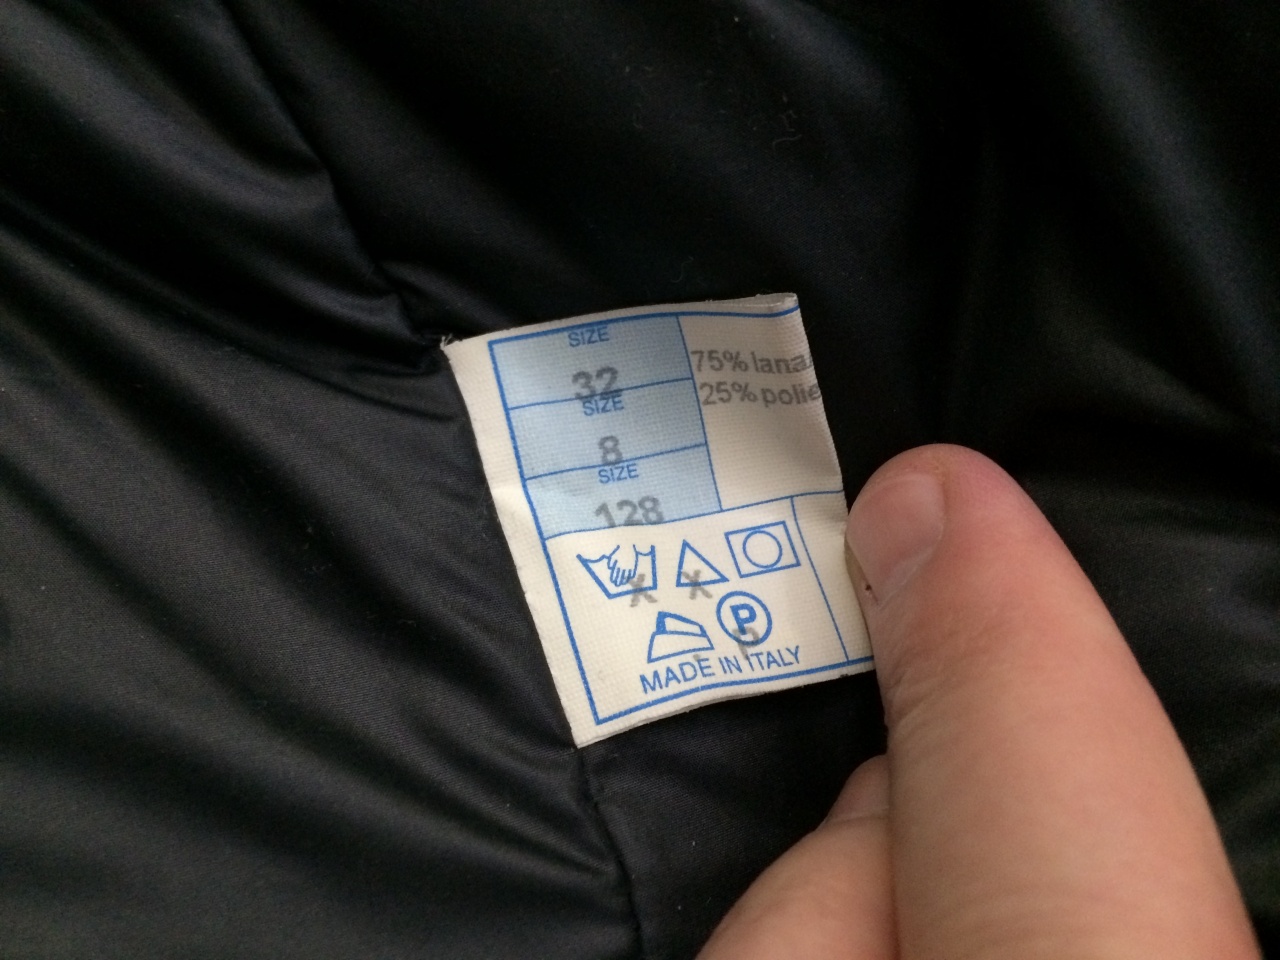 SIZE
32
SIZE
8
SIZE
128
75% lana
25% polie
X X
P
P
MADE IN ITALY